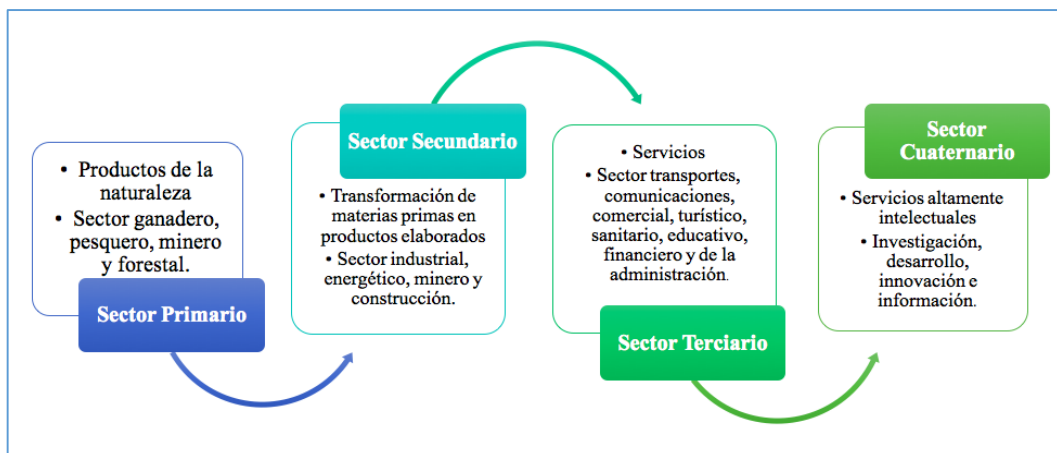 • Productos de la
naturaleza
• Sector ganadero,
pesquero, minero
y forestal.
Sector Primario
Sector Secundario
• Transformación de
materias primas en
productos elaborados
• Sector industrial,
energético, minero y
construcción.
• Servicios
• Sector transportes,
comunicaciones,
comercial, turístico,
sanitario, educativo,
financiero y de la
administración.
Sector Terciario
Sector
Cuaternario
• Servicios altamente
intelectuales
• Investigación,
desarrollo,
innovación e
información.